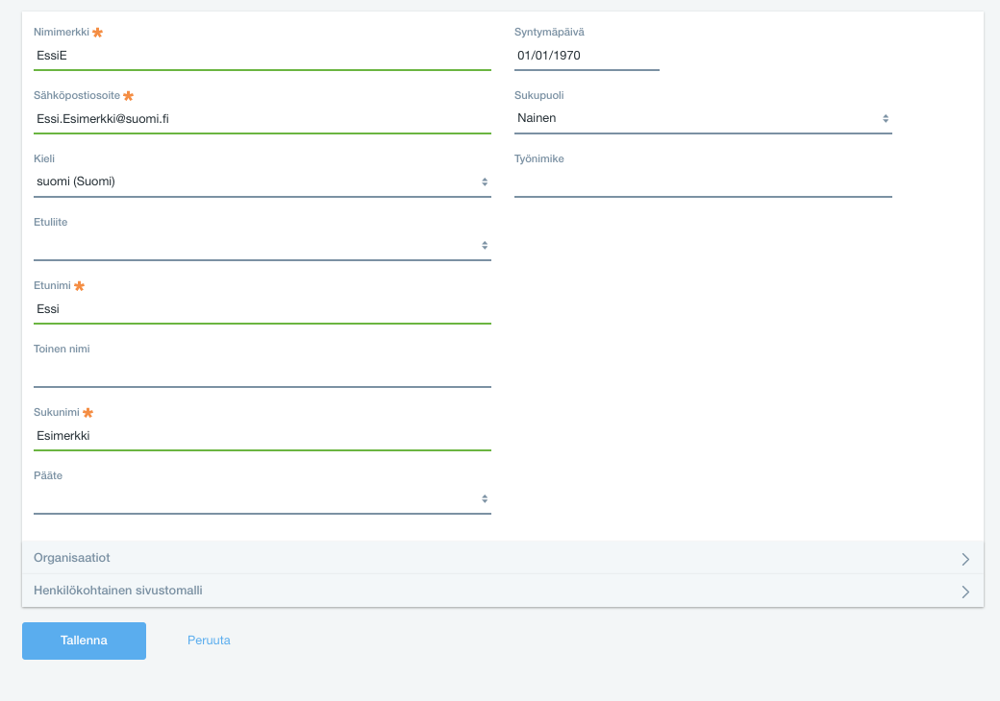 Nimimerkki *
EssiE
Sähköpostiosoite *
Essi.Esimerkki@suomi.fi
Kieli
suomi (Suomi)
Etuliite
Etunimi *
Essi
Toinen nimi
Sukunimi *
Esimerkki
Pääte
Syntymäpäivä
01/01/1970
Sukupuoli
Nainen
Työnimike
Organisaatiot
Henkilökohtainen sivustomalli
Tallenna
Peruuta